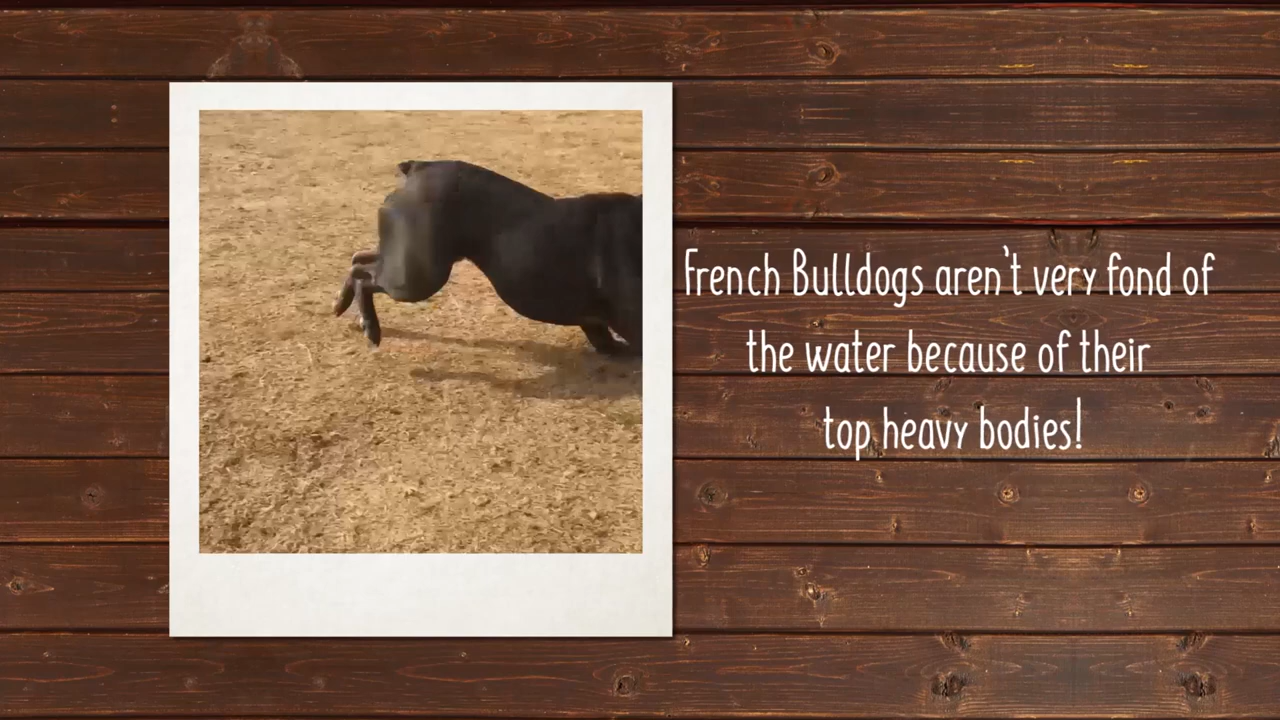 French Bulldogs aren't very fond of
the water because of their
top heavy bodies!